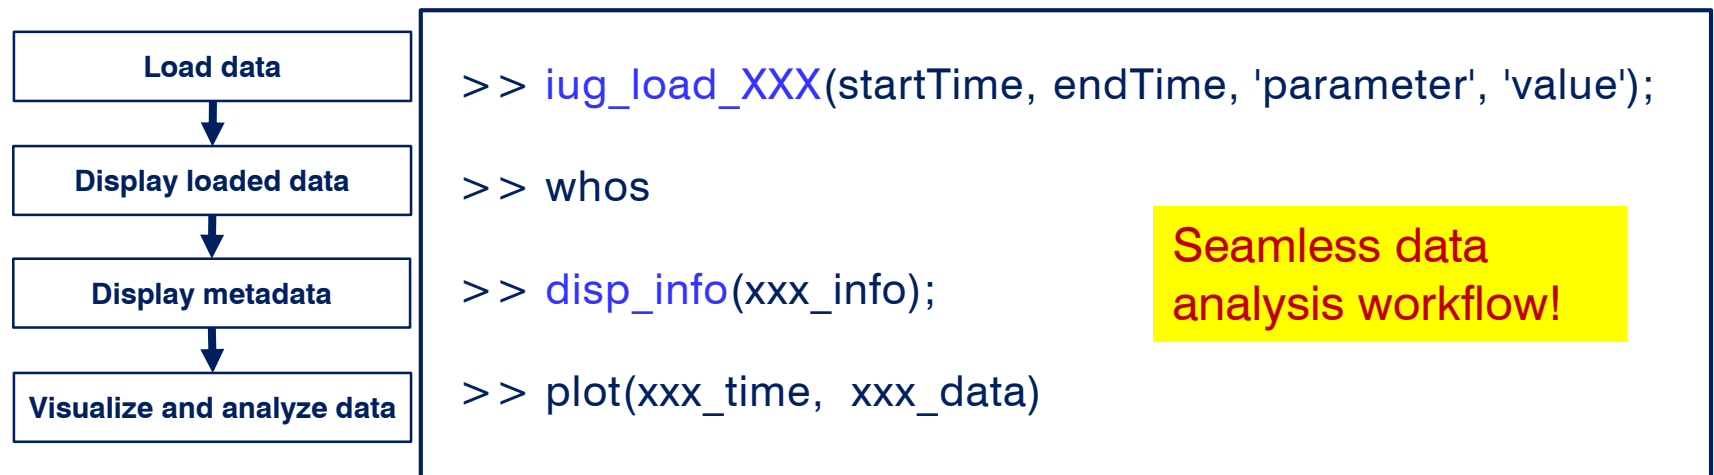 Load data
>> iug_load_XXX(startTime, endTime, 'parameter', 'value');
Display loaded data
>> whos
Display metadata
>> disp_info(xxx_info);
Seamless data
analysis workflow!
Visualize and analyze data
>> plot(xxx_time, xxx_data)